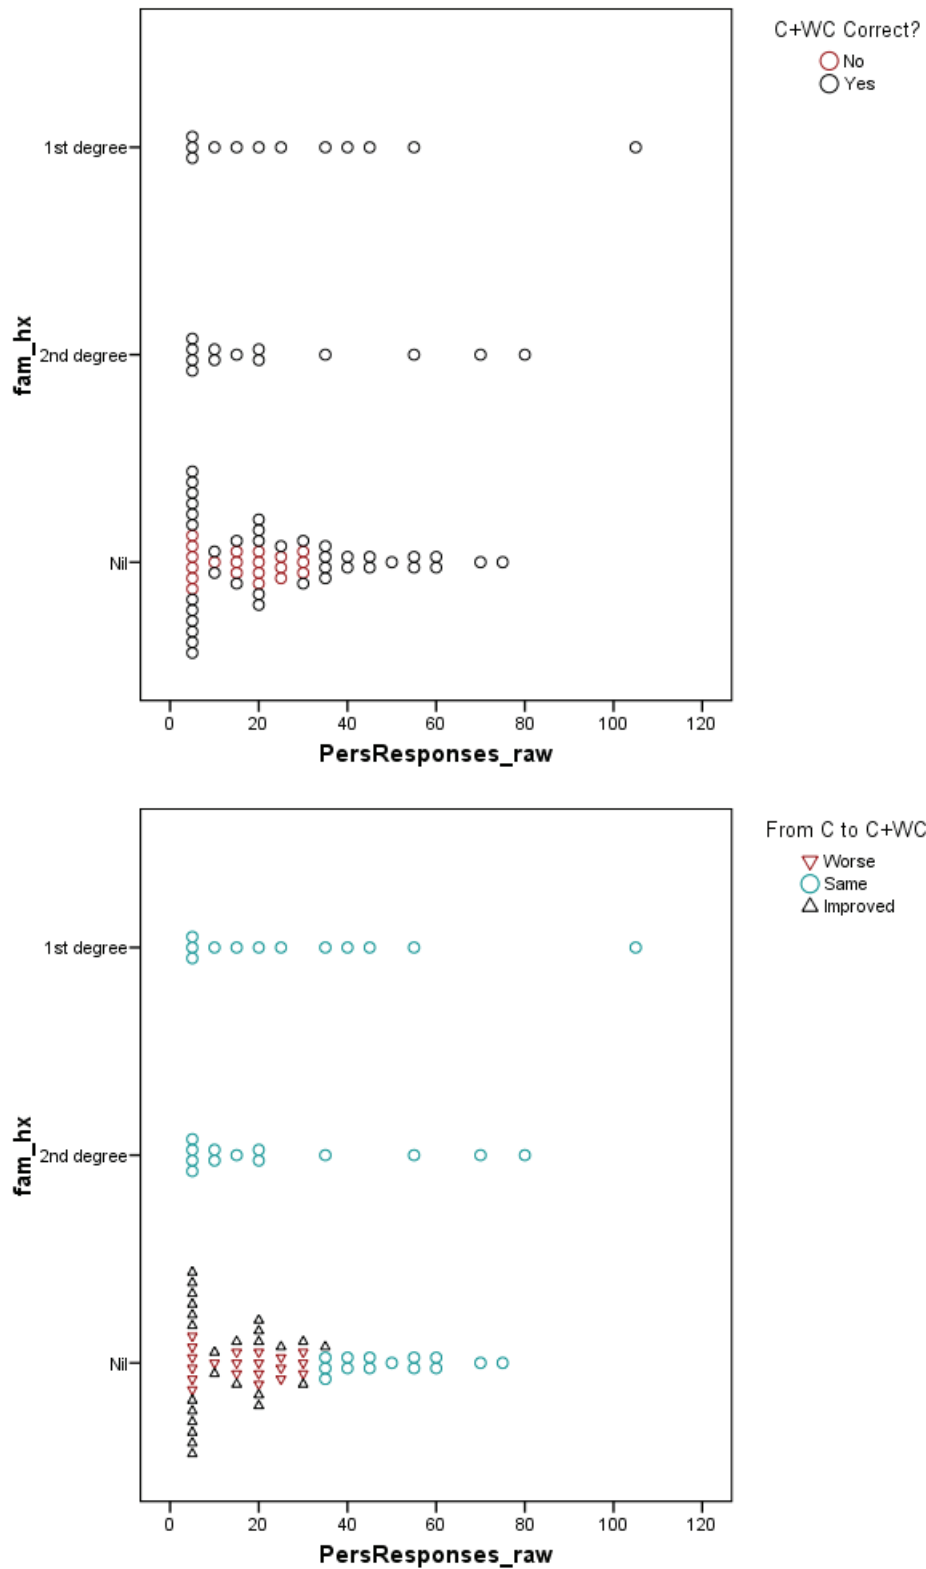 C+WC Correct?
No
Yes
1st degree
2nd degree
Nil
fam_hx
0 20 40 60 80 100 120
PersResponses_raw
From C to C+WC
Worse
Same
Improved
1st degree
2nd degree
Nil
fam_hx
0 20 40 60 80 100 120
PersResponses_raw